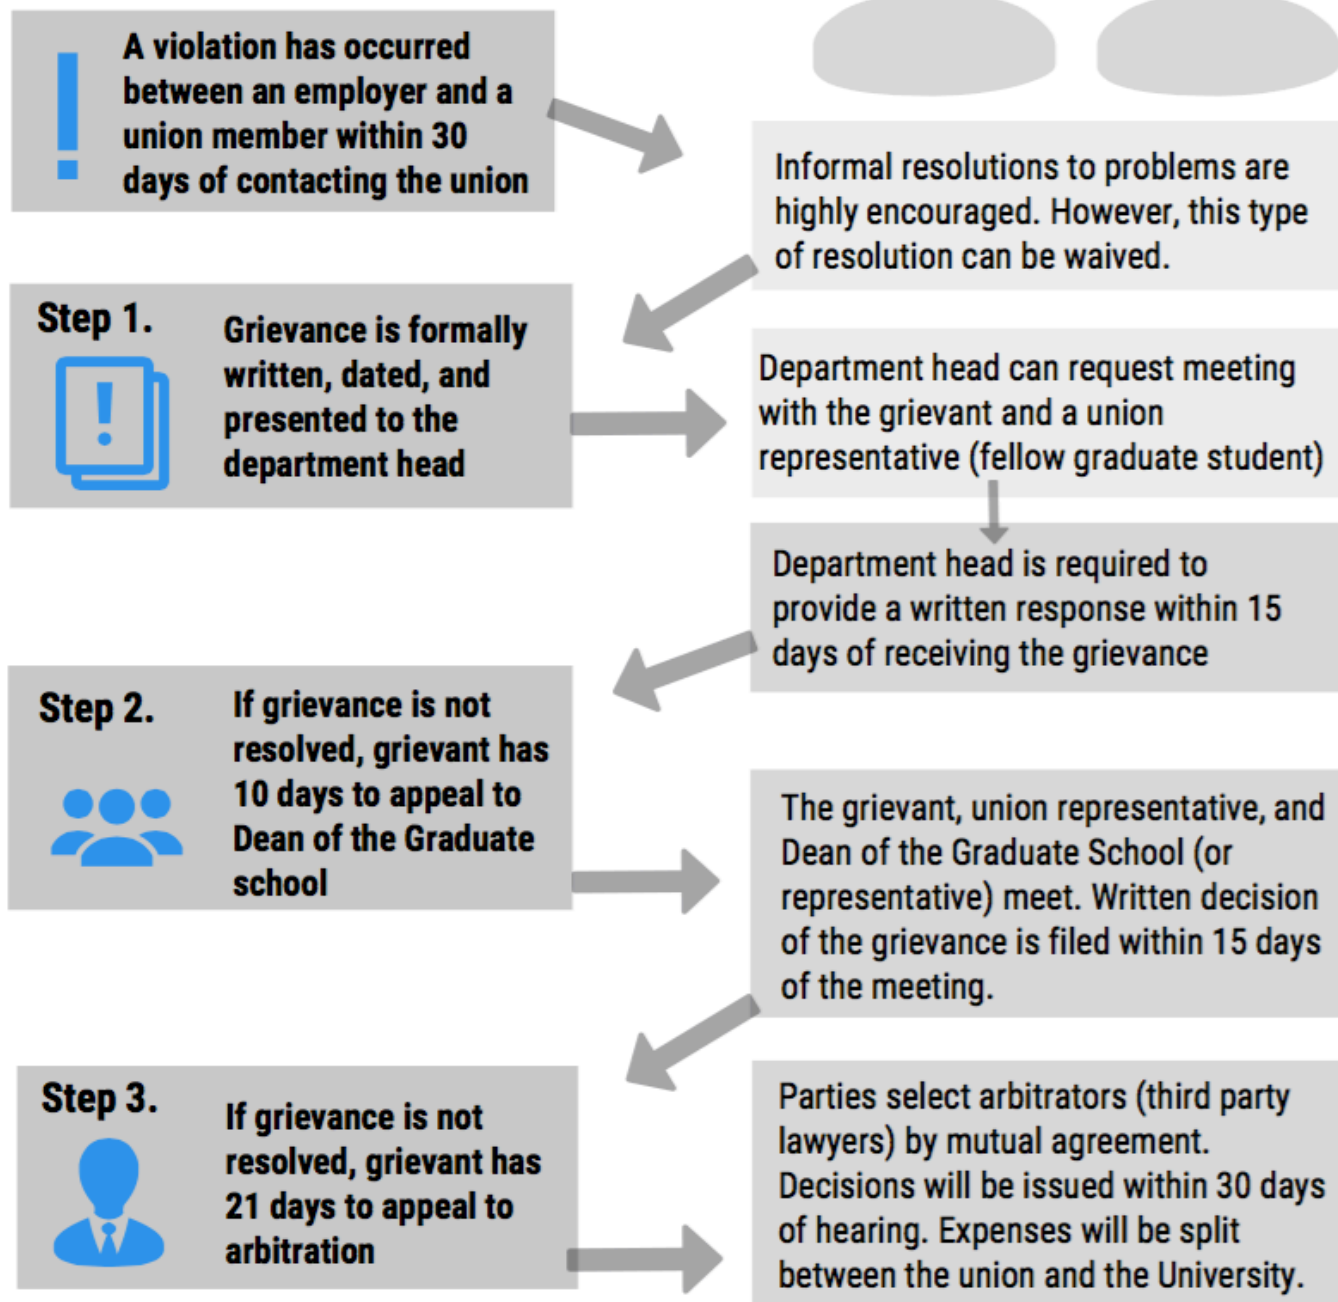 A violation has occurred
between an employer and a
union member within 30
days of contacting the union
Informal resolutions to problems are
highly encouraged. However, this type
of resolution can be waived.
Step 1.
Grievance is formally
written, dated, and
presented to the
department head
Department head can request meeting
with the grievant and a union
representative (fellow graduate student)
Department head is required to
provide a written response within 15
days of receiving the grievance
Step 2.
If grievance is not
resolved, grievant has
10 days to appeal to
Dean of the Graduate
school
The grievant, union representative, and
Dean of the Graduate School (or
representative) meet. Written decision
of the grievance is filed within 15 days
of the meeting.
Step 3.
If grievance is not
resolved, grievant has
21 days to appeal to
arbitration
Parties select arbitrators (third party
lawyers) by mutual agreement.
Decisions will be issued within 30 days
of hearing. Expenses will be split
between the union and the University.